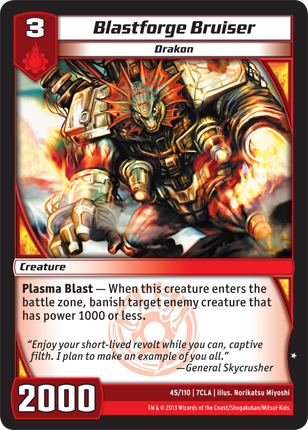 3
Blastforge Bruiser
Drakon
Creature
Plasma Blast — When this creature enters the
battle zone, banish target enemy creature that
has power 1000 or less.
“Enjoy your short-lived revolt while you can, captive
filth. I plan to make an example of you all.”
—General Skycrusher
2000
45/110 | 7CLA | illus. Norikatsu Miyoshi
TM & © 2013 Wizards of the Coast/Shogakukan/Mitsui-Kids.